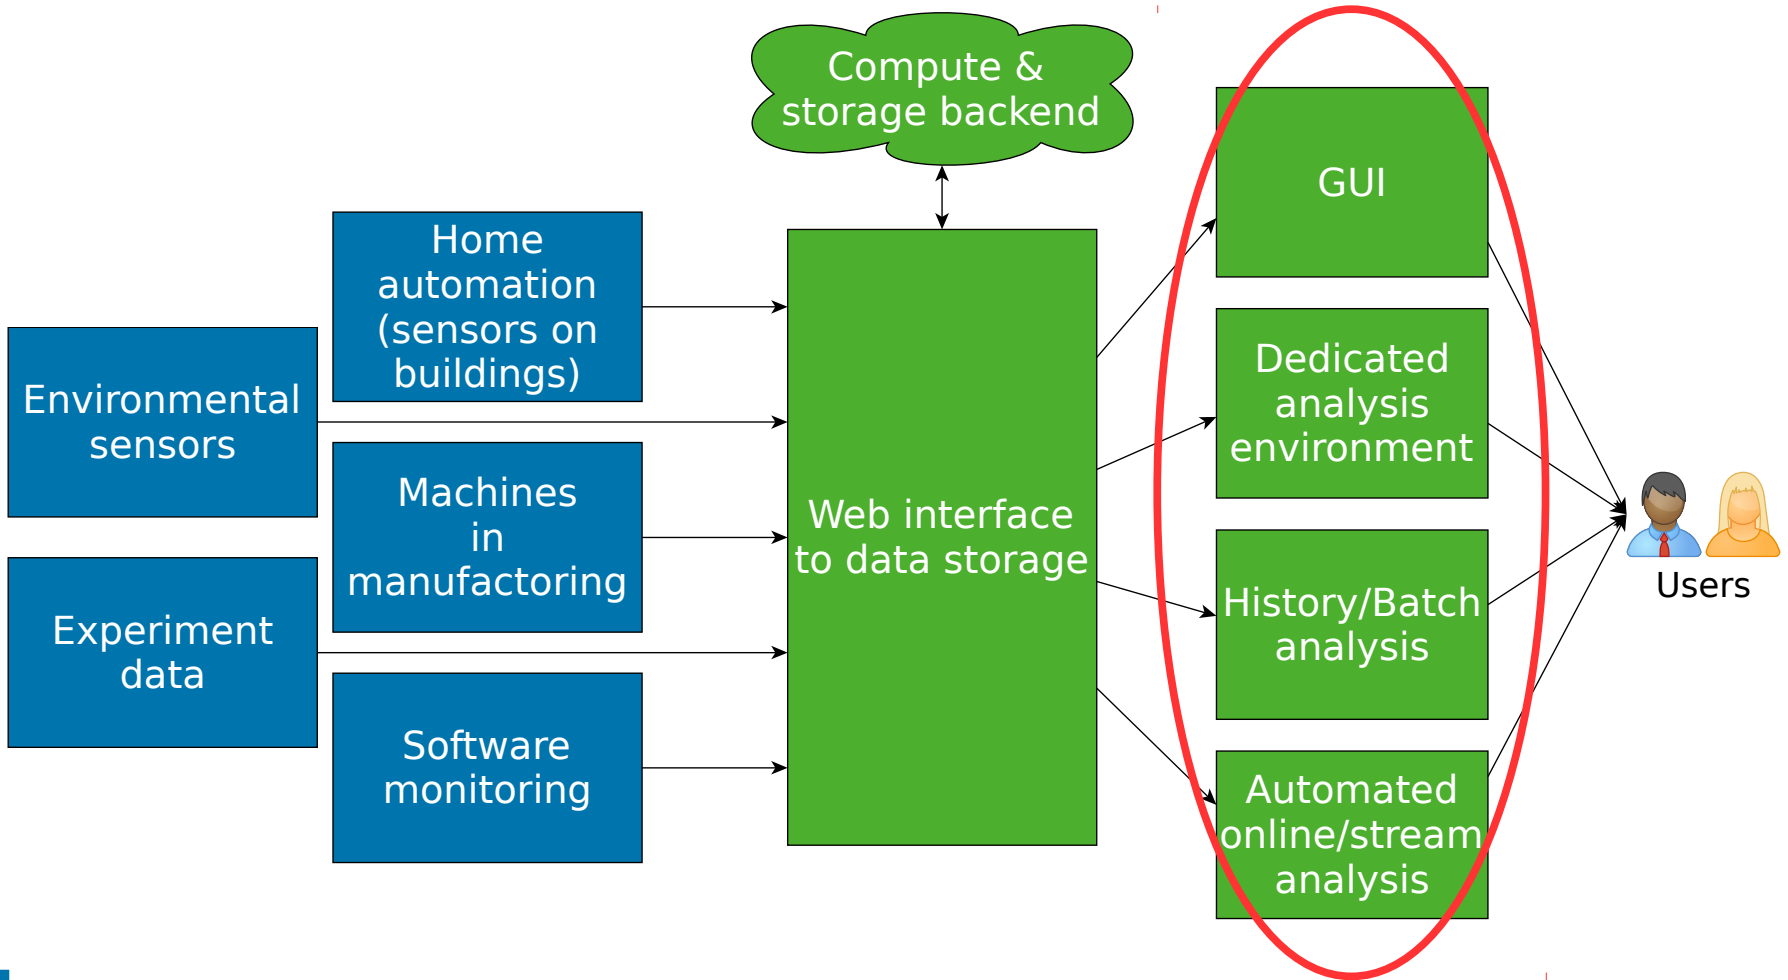 Compute &
storage backend
GUI
Home
automation
(sensors on
buildings)
Environmental
sensors
Dedicated
analysis
environment
Machines
in
manufactoring
Web interface
to data storage
Users
Experiment
data
History/Batch
analysis
Software
monitoring
Automated
online/stream
analysis